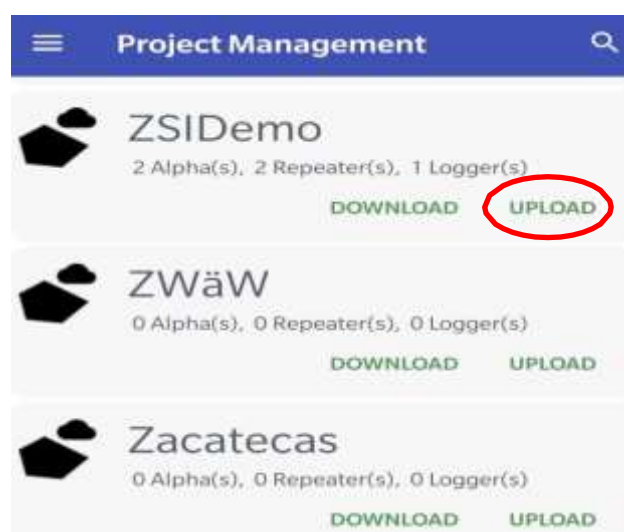 Project Management
ZSIDemo
2 Alpha(s), 2 Repeater(s), 1 Logger(s)
DOWNLOAD UPLOAD
ZWäW
0 Alpha(s), 0 Repeater(s), 0 Logger(s)
DOWNLOAD UPLOAD
Zacatecas
0 Alpha(s), 0 Repeater(s), 0 Logger(s)
DOWNLOAD UPLOAD